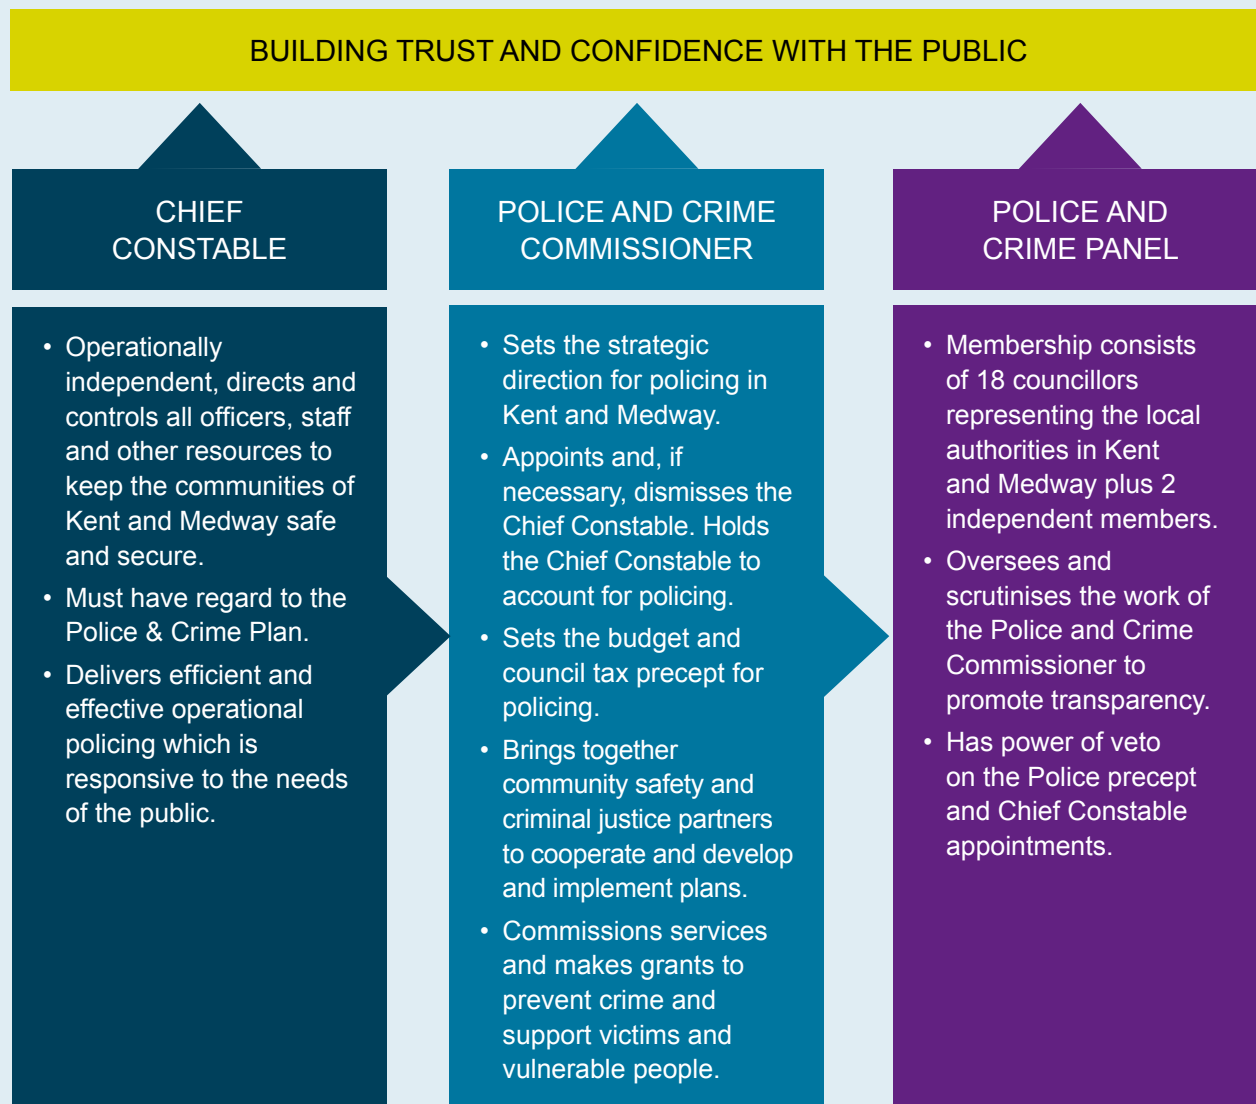 BUILDING TRUST AND CONFIDENCE WITH THE PUBLIC
CHIEF
CONSTABLE
• Operationally
independent, directs and
controls all officers, staff
and other resources to
keep the communities of
Kent and Medway safe
and secure.
• Must have regard to the
Police & Crime Plan.
• Delivers efficient and
effective operational
policing which is
responsive to the needs
of the public.
POLICE AND CRIME
COMMISSIONER
• Sets the strategic
direction for policing in
Kent and Medway.
• Appoints and, if
necessary, dismisses the
Chief Constable. Holds
the Chief Constable to
account for policing.
• Sets the budget and
council tax precept for
policing.
• Brings together
community safety and
criminal justice partners
to cooperate and develop
and implement plans.
• Commissions services
and makes grants to
prevent crime and
support victims and
vulnerable people.
POLICE AND
CRIME PANEL
• Membership consists
of 18 councillors
representing the local
authorities in Kent
and Medway plus 2
independent members.
• Oversees and
scrutinises the work of
the Police and Crime
Commissioner to
promote transparency.
• Has power of veto
on the Police precept
and Chief Constable
appointments.